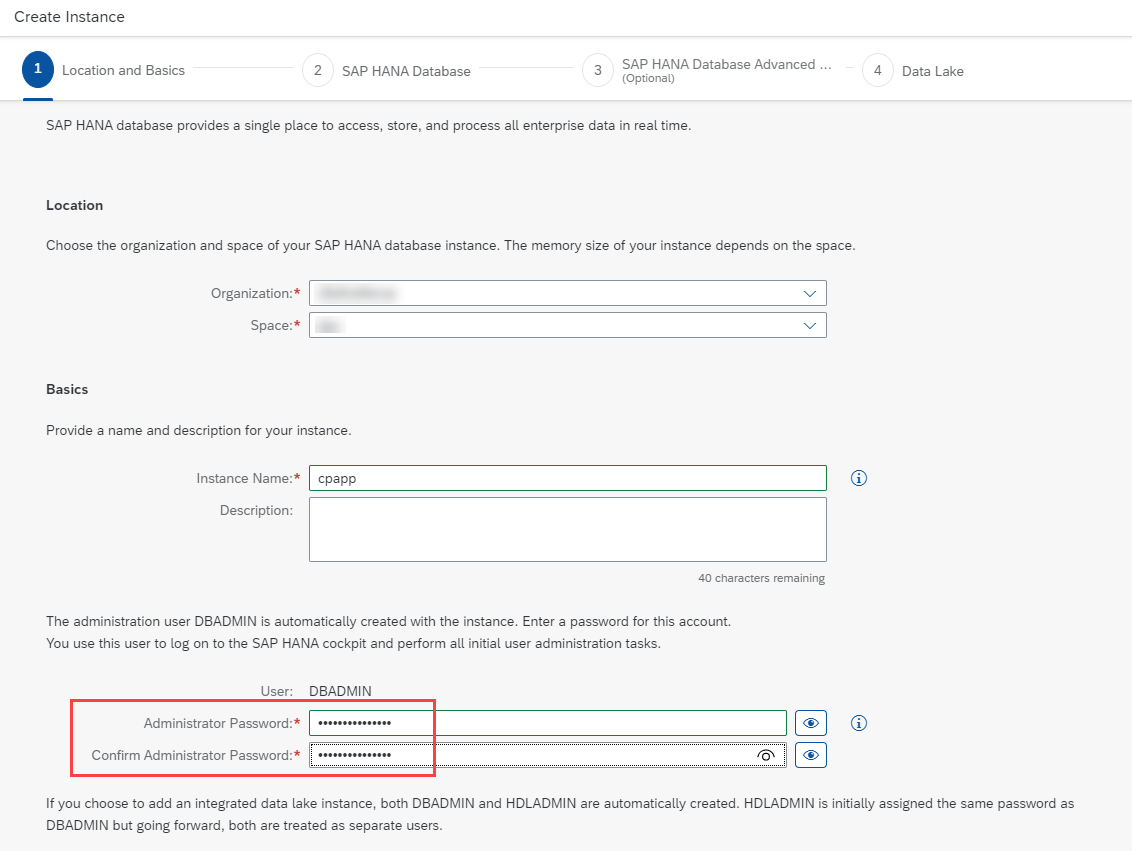 Create Instance
1 Location and Basics
2 SAP HANA Database
3 SAP HANA Database Advanced ...
(Optional)
4 Data Lake
SAP HANA database provides a single place to access, store, and process all enterprise data in real time.
Location
Choose the organization and space of your SAP HANA database instance. The memory size of your instance depends on the space.
Organization:*
Space:*
Basics
Provide a name and description for your instance.
Instance Name:* cpapp
Description:
40 characters remaining
The administration user DBADMIN is automatically created with the instance. Enter a password for this account.
You use this user to log on to the SAP HANA cockpit and perform all initial user administration tasks.
User: DBADMIN
Administrator Password:* •••••••••••••••
Confirm Administrator Password:* •••••••••••••••
If you choose to add an integrated data lake instance, both DBADMIN and HDLADMIN are automatically created. HDLADMIN is initially assigned the same password as
DBADMIN but going forward, both are treated as separate users.